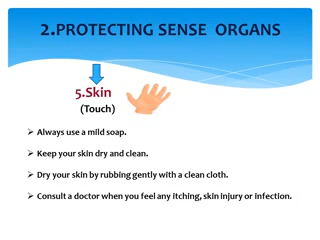 2.PROTECTING SENSE ORGANS
5.Skin
(Touch)
➢ Always use a mild soap.
➢ Keep your skin dry and clean.
➢ Dry your skin by rubbing gently with a clean cloth.
➢ Consult a doctor when you feel any itching, skin injury or infection.